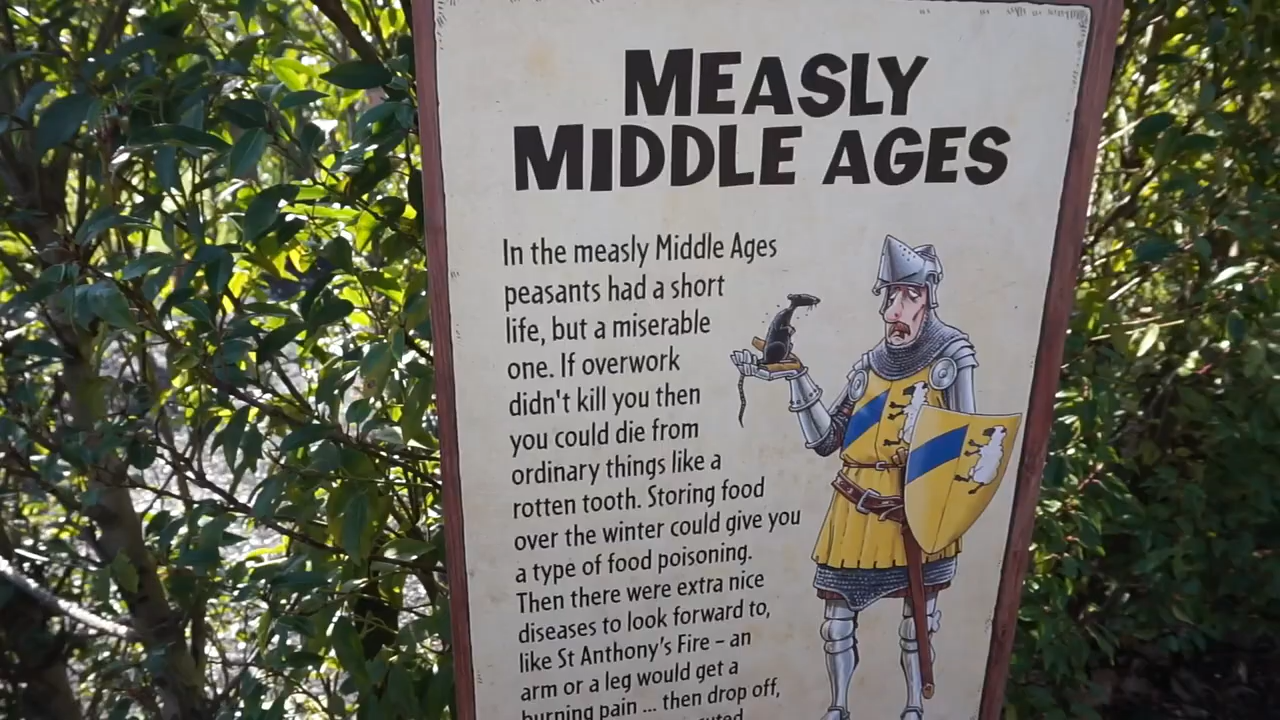 MEASLY
MIDDLE AGES
In the measly Middle Ages
peasants had a short
life, but a miserable
one. If overwork
didn't kill you then
you could die from
ordinary things like a
rotten tooth. Storing food
over the winter could give you
a type of food poisoning.
Then there were extra nice
diseases to look forward to,
like St Anthony's Fire – an
arm or a leg would get a
burning pain ... then drop off,